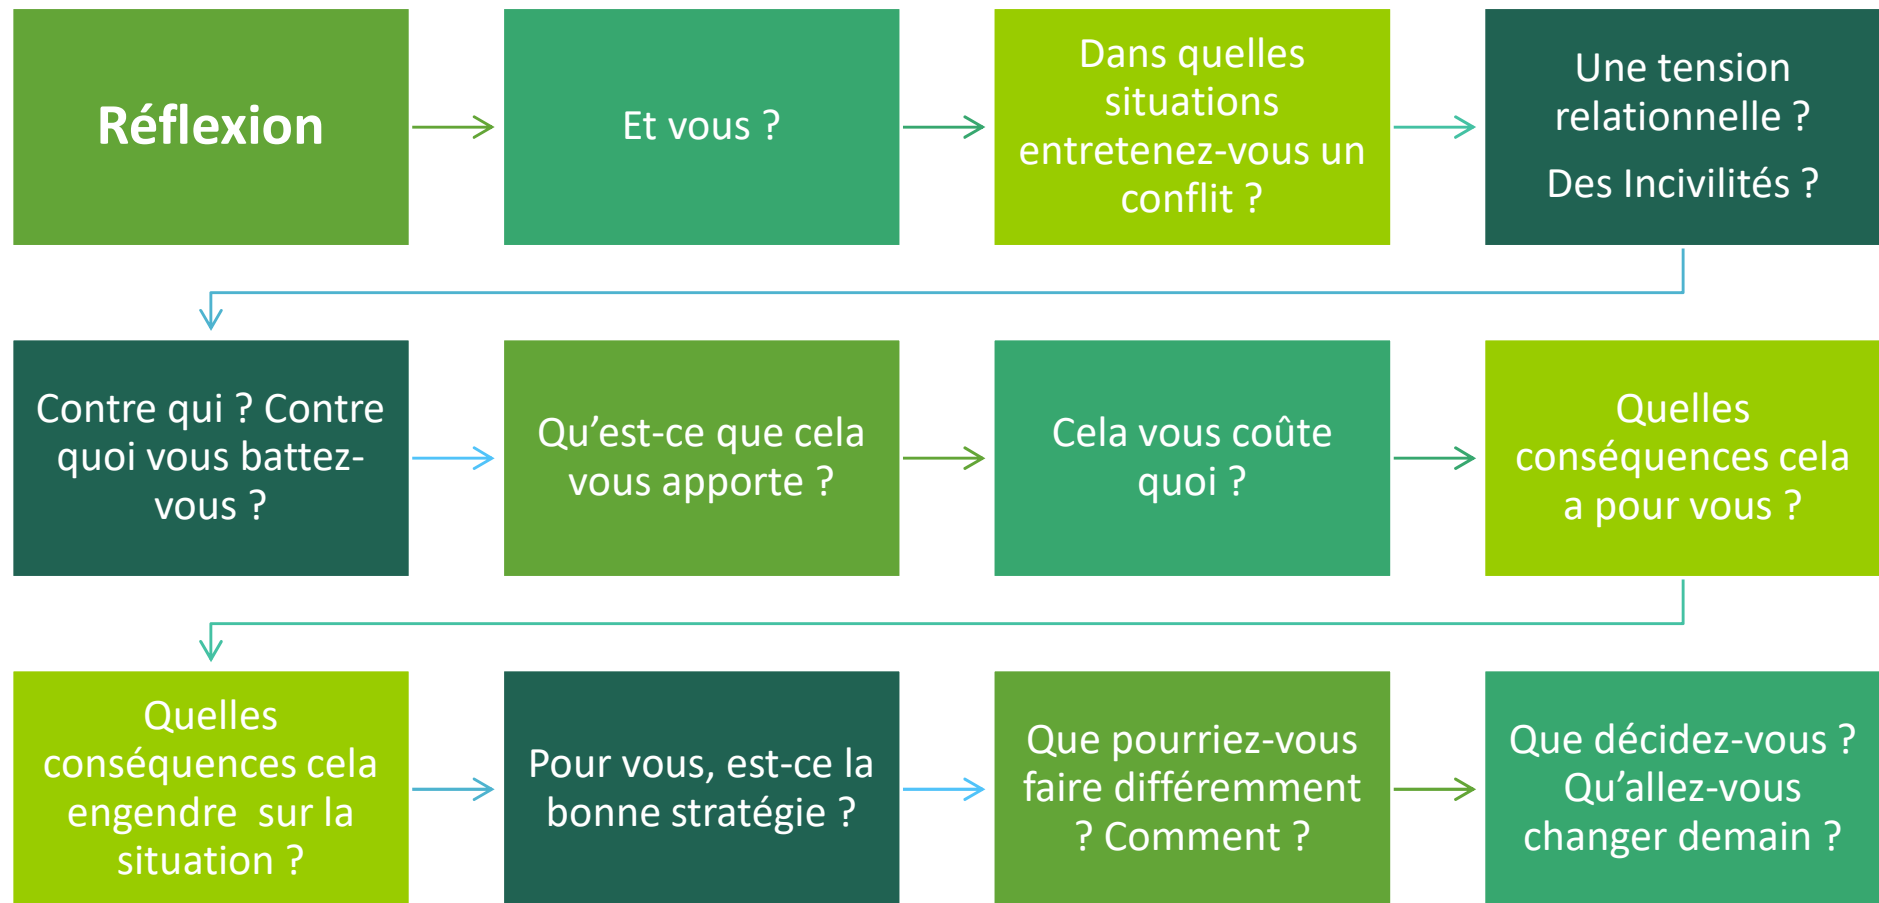 Réflexion
Et vous ?
Dans quelles
situations
entretenez-vous un
conflit ?
Une tension
relationnelle ?
Des Incivilités ?
Contre qui ? Contre
quoi vous battez-
vous ?
Qu’est-ce que cela
vous apporte ?
Cela vous coûte
quoi ?
Quelles
conséquences cela
a pour vous ?
Quelles
conséquences cela
engendre  sur la
situation ?
Pour vous, est-ce la
bonne stratégie ?
Que pourriez-vous
faire différemment
? Comment ?
Que décidez-vous ?
Qu’allez-vous
changer demain ?